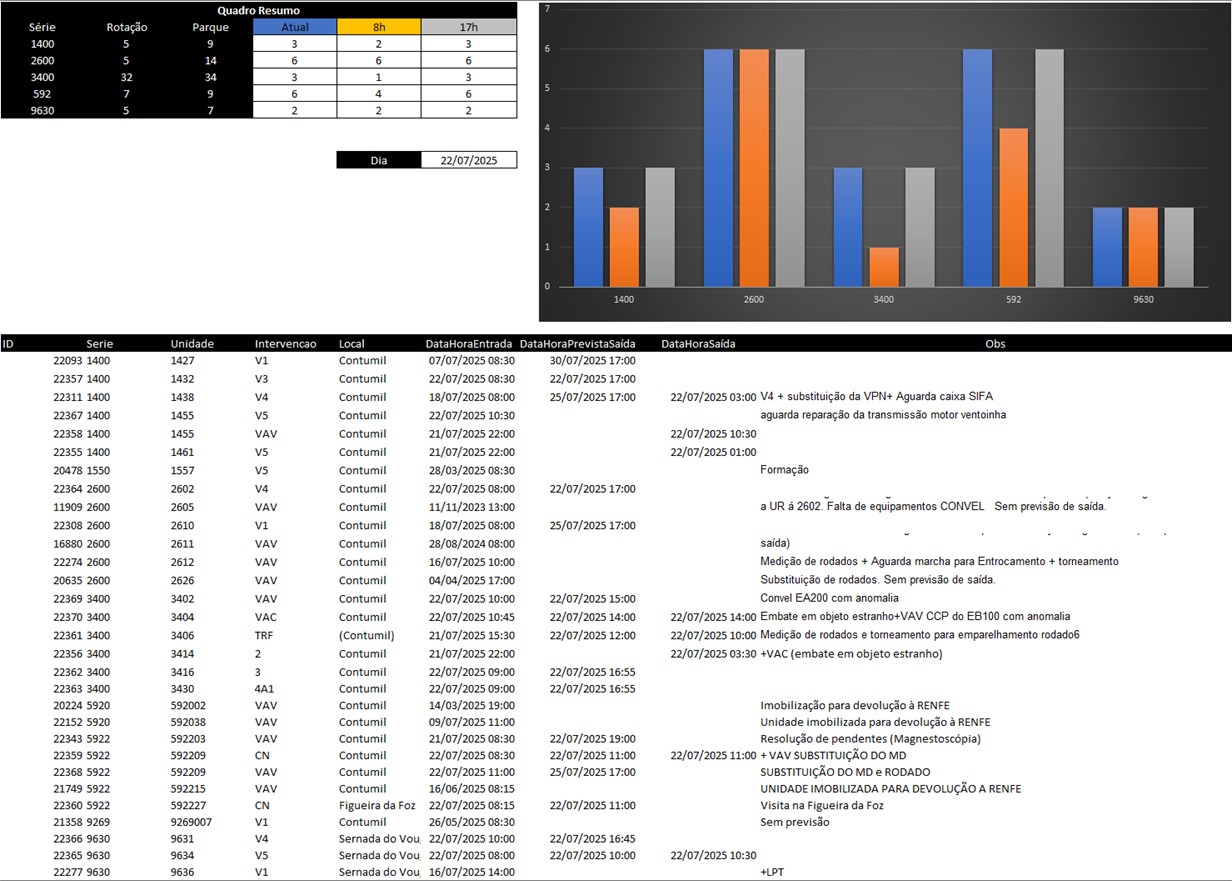 Quadro Resumo
Série Rotação Parque Atual 8h 17h
1400 5 9 3 2 3
2600 5 14 6 6 6
3400 32 34 3 1 3
592 7 9 6 4 6
9630 5 7 2 2 2
Dia 22/07/2025
7
6
5
4
3
2
1
0
1400 2600 3400 592 9630
ID Serie Unidade Intervencao Local DataHoraEntrada DataHoraPrevistaSaída DataHoraSaída Obs
22093 1400 1427 V1 Contumil 07/07/2025 08:30 30/07/2025 17:00
22357 1400 1432 V3 Contumil 22/07/2025 08:30 22/07/2025 17:00
22311 1400 1438 V4 Contumil 18/07/2025 08:00 25/07/2025 17:00 22/07/2025 03:00 V4 + substituição da VPN+ Aguarda caixa SIFA
22367 1400 1455 V5 Contumil 22/07/2025 10:30 aguarda reparação da transmissão motor ventoinha
22358 1400 1455 VAV Contumil 21/07/2025 22:00 22/07/2025 10:30
22355 1400 1461 V5 Contumil 21/07/2025 22:00 22/07/2025 01:00
20478 1550 1557 V5 Contumil 28/03/2025 08:30 Formação
22364 2600 2602 V4 Contumil 22/07/2025 08:00 22/07/2025 17:00
11909 2600 2605 VAV Contumil 11/11/2023 13:00 a UR á 2602. Falta de equipamentos CONVEL Sem previsão de saída.
22308 2600 2610 V1 Contumil 18/07/2025 08:00 25/07/2025 17:00
16880 2600 2611 VAV Contumil 28/08/2024 08:00 saída)
22274 2600 2612 VAV Contumil 16/07/2025 10:00 Medição de rodados + Aguarda marcha para Entrocamento + torneamento
20635 2600 2626 VAV Contumil 04/04/2025 17:00 Substituição de rodados. Sem previsão de saída.
22369 3400 3402 VAV Contumil 22/07/2025 10:00 22/07/2025 15:00 Convel EA200 com anomalia
22370 3400 3404 VAC Contumil 22/07/2025 10:45 22/07/2025 14:00 22/07/2025 14:00 Embate em objeto estranho+VAV CCP do EB100 com anomalia
22361 3400 3406 TRF (Contumil) 21/07/2025 15:30 22/07/2025 12:00 22/07/2025 10:00 Medição de rodados e torneamento para emparelhamento rodado6
22356 3400 3414 2 Contumil 21/07/2025 22:00 22/07/2025 03:30 +VAC (embate em objeto estranho)
22362 3400 3416 3 Contumil 22/07/2025 09:00 22/07/2025 16:55
22363 3400 3430 4A1 Contumil 22/07/2025 09:00 22/07/2025 16:55
20224 5920 592002 VAV Contumil 14/03/2025 19:00 Imobilização para devolução à RENFE
22152 5920 592038 VAV Contumil 09/07/2025 11:00 Unidade imobilizada para devolução à RENFE
22343 5922 592203 VAV Contumil 21/07/2025 08:30 22/07/2025 19:00 Resolução de pendentes (Magnestoscópia)
22359 5922 592209 CN Contumil 22/07/2025 08:30 22/07/2025 11:00 22/07/2025 11:00 + VAV SUBSTITUIÇÃO DO MD
22368 5922 592209 VAV Contumil 22/07/2025 11:00 25/07/2025 17:00 SUBSTITUIÇÃO DO MD e RODADO
21749 5922 592215 VAV Contumil 16/06/2025 08:15 UNIDADE IMOBILIZADA PARA DEVOLUÇÃO A RENFE
22360 5922 592227 CN Figueira da Foz 22/07/2025 08:15 22/07/2025 11:00 Visita na Figueira da Foz
21358 9269 9269007 V1 Contumil 26/05/2025 08:30 Sem previsão
22366 9630 9631 V4 Sernada do Vou 22/07/2025 10:00 22/07/2025 16:45
22365 9630 9634 V5 Sernada do Vou 22/07/2025 08:00 22/07/2025 10:00 22/07/2025 10:30
22277 9630 9636 V1 Sernada do Vou 16/07/2025 14:00 +LPT